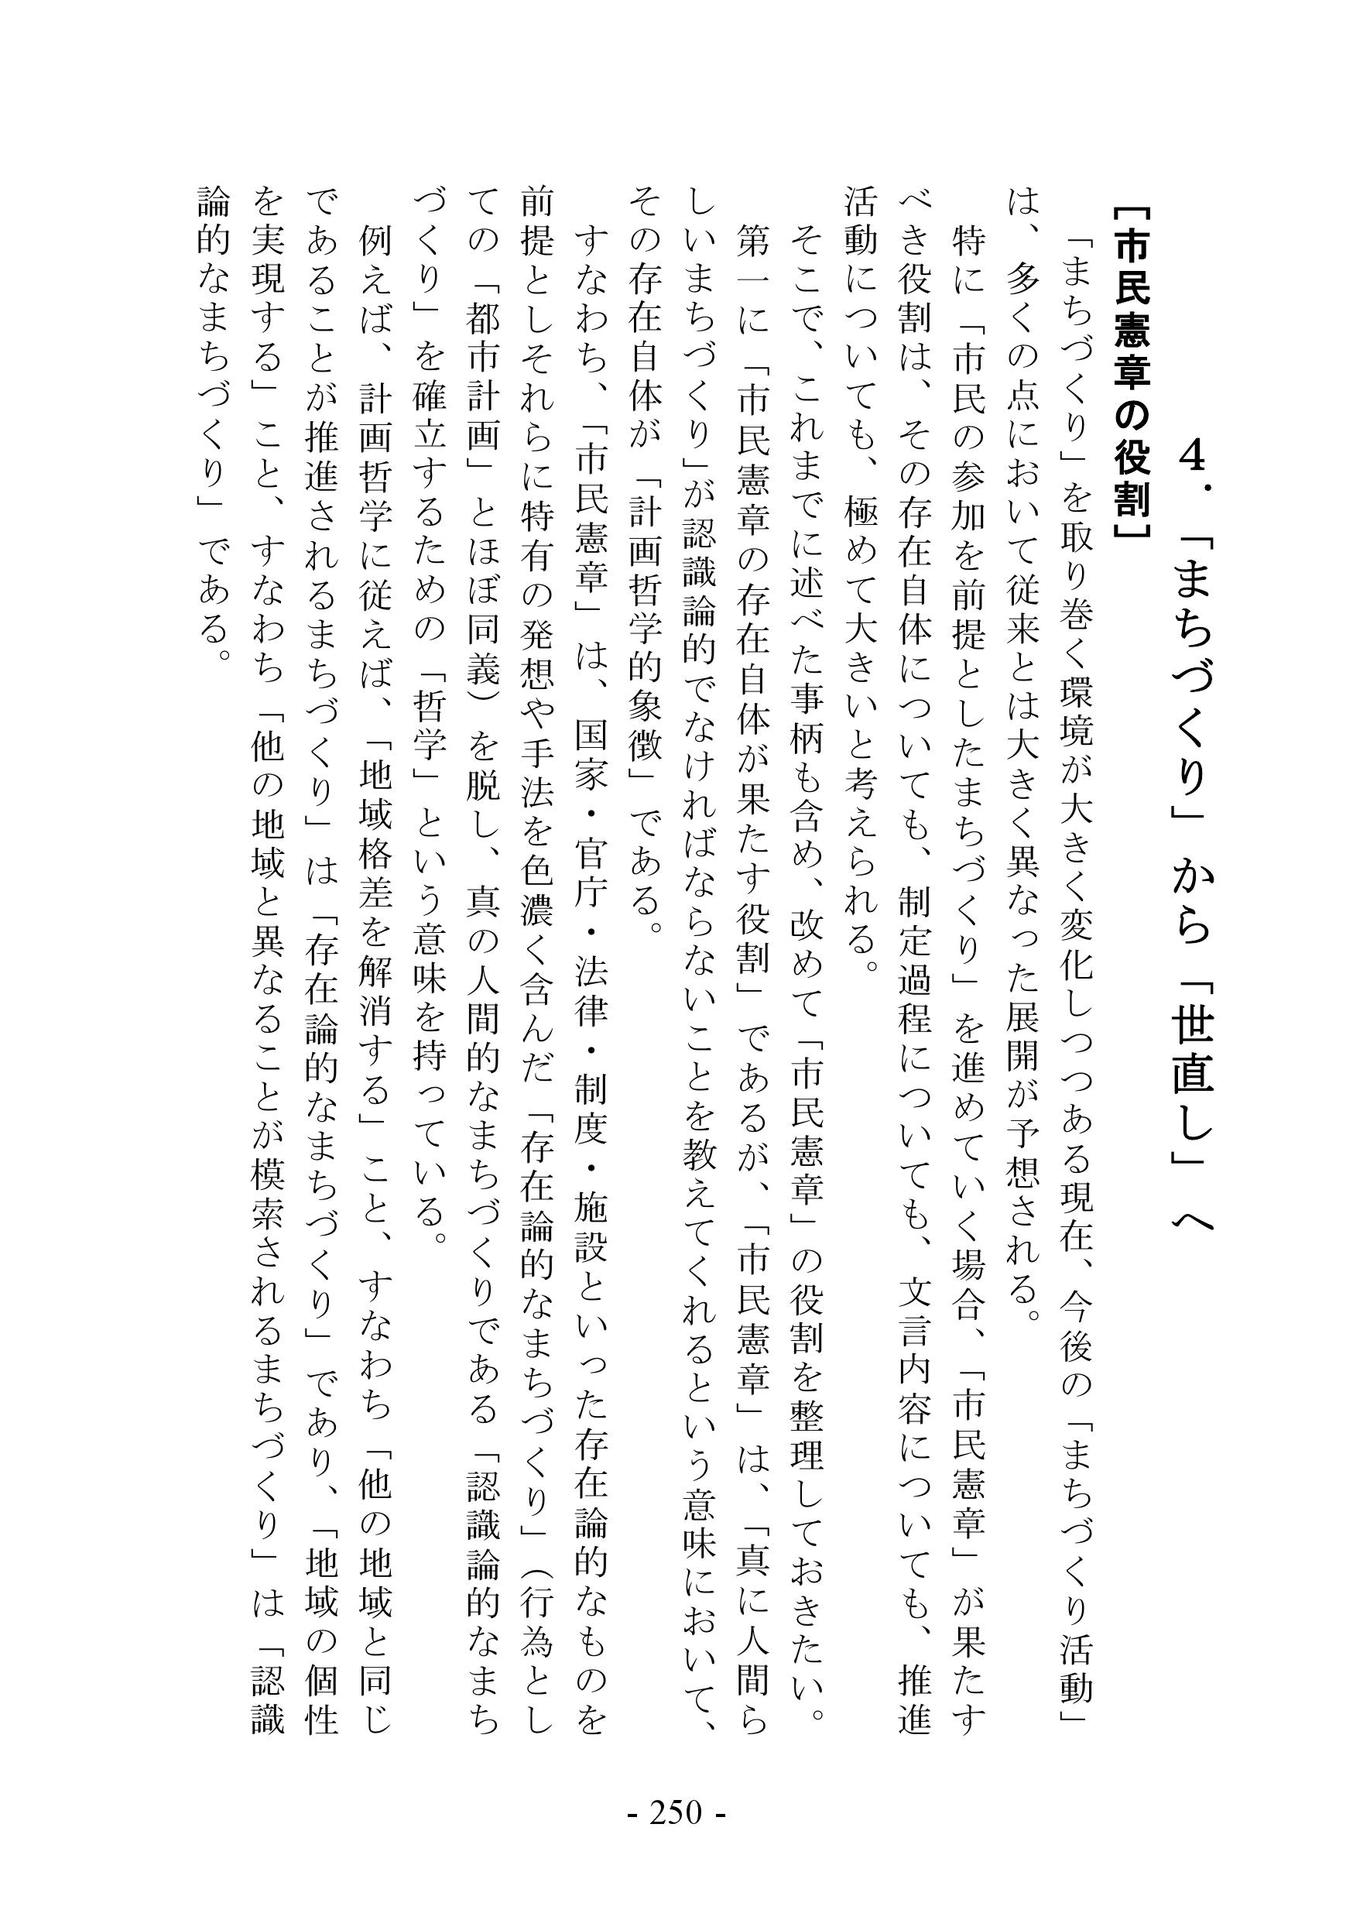 ４．「まちづくり」から「世直し」へ
［市民憲章の役割］
「まちづくり」を取り巻く環境が大きく変化しつつある現在、今後の「まちづくり活動」
は、多くの点において従来とは大きく異なった展開が予想される。
特に「市民の参加を前提としたまちづくり」を進めていく場合、「市民憲章」が果たす
べき役割は、その存在自体についても、制定過程についても、文言内容についても、推進
活動についても、極めて大きいと考えられる。
そこで、これまでに述べた事柄も含め、改めて「市民憲章」の役割を整理しておきたい。
第一に「市民憲章の存在自体が果たす役割」であるが、「市民憲章」は、「真に人間ら
しいまちづくり」が認識論的でなければならないことを教えてくれるという意味において、
その存在自体が「計画哲学的象徴」である。
すなわち、「市民憲章」は、国家・官庁・法律・制度・施設といった存在論的なものを
前提としそれらに特有の発想や手法を色濃く含んだ「存在論的なまちづくり」（行為とし
ての「都市計画」とほぼ同義）を脱し、真の人間的なまちづくりである「認識論的なまち
づくり」を確立するための「哲学」という意味を持っている。
例えば、計画哲学に従えば、「地域格差を解消する」こと、すなわち「他の地域と同じ
であることが推進されるまちづくり」は「存在論的なまちづくり」であり、「地域の個性
を実現する」こと、すなわち「他の地域と異なることが模索されるまちづくり」は「認識
論的なまちづくり」である。
- 250 -